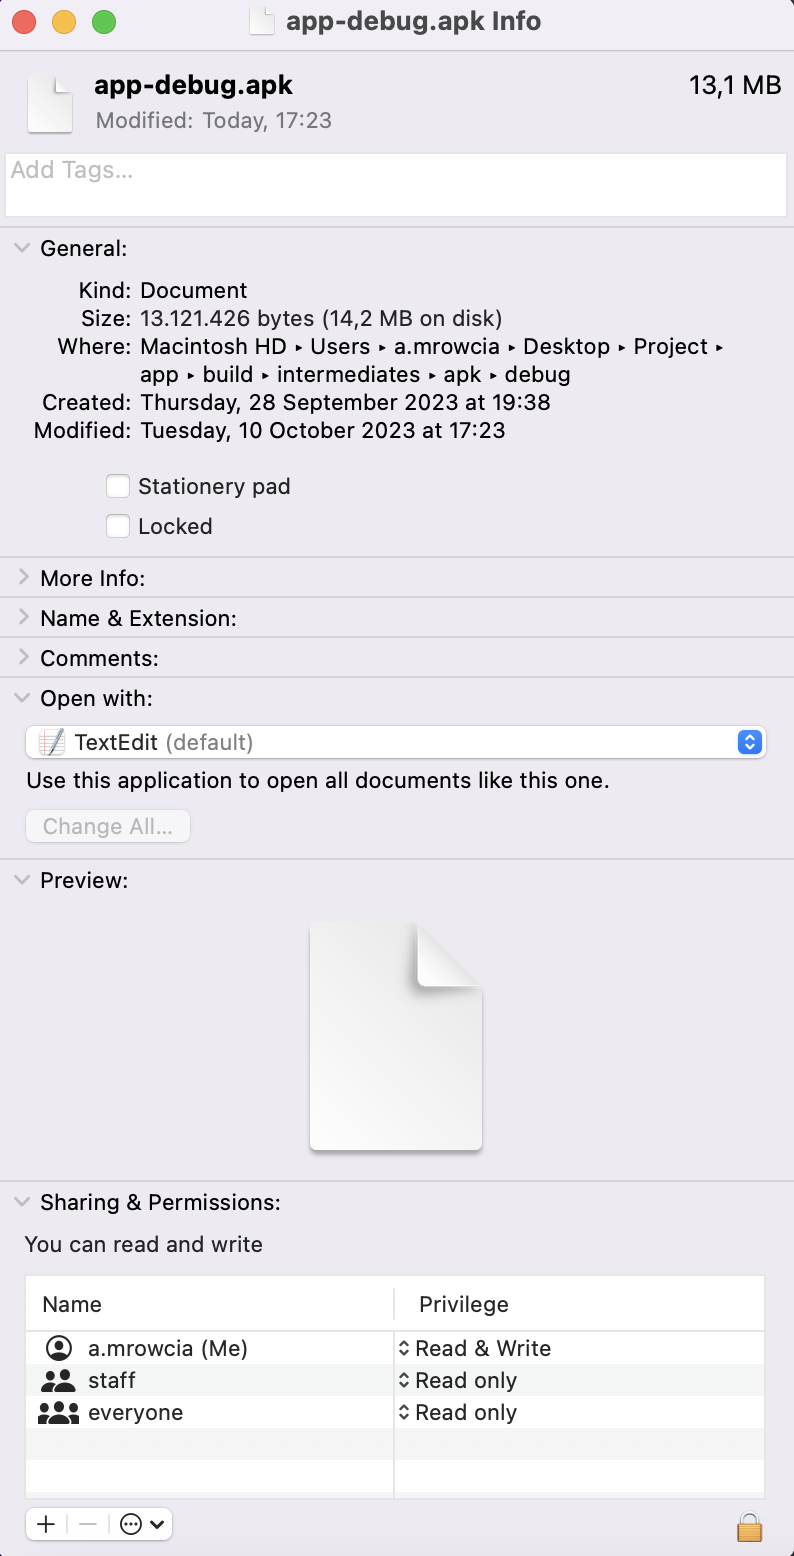 app-debug.apk Info
app-debug.apk 13,1 MB
Modified: Today, 17:23
Add Tags...
General:
Kind: Document
Size: 13.121.426 bytes (14,2 MB on disk)
Where: Macintosh HD ▸ Users ▸ a.mrowcia ▸ Desktop ▸ Project ▸
app ▸ build ▸ intermediates ▸ apk ▸ debug
Created: Thursday, 28 September 2023 at 19:38
Modified: Tuesday, 10 October 2023 at 17:23
Stationery pad
Locked
More Info:
Name & Extension:
Comments:
Open with:
TextEdit (default)
Use this application to open all documents like this one.
Change All...
Preview:
Sharing & Permissions:
You can read and write
Name Privilege
a.mrowcia (Me) Read & Write
staff Read only
everyone Read only